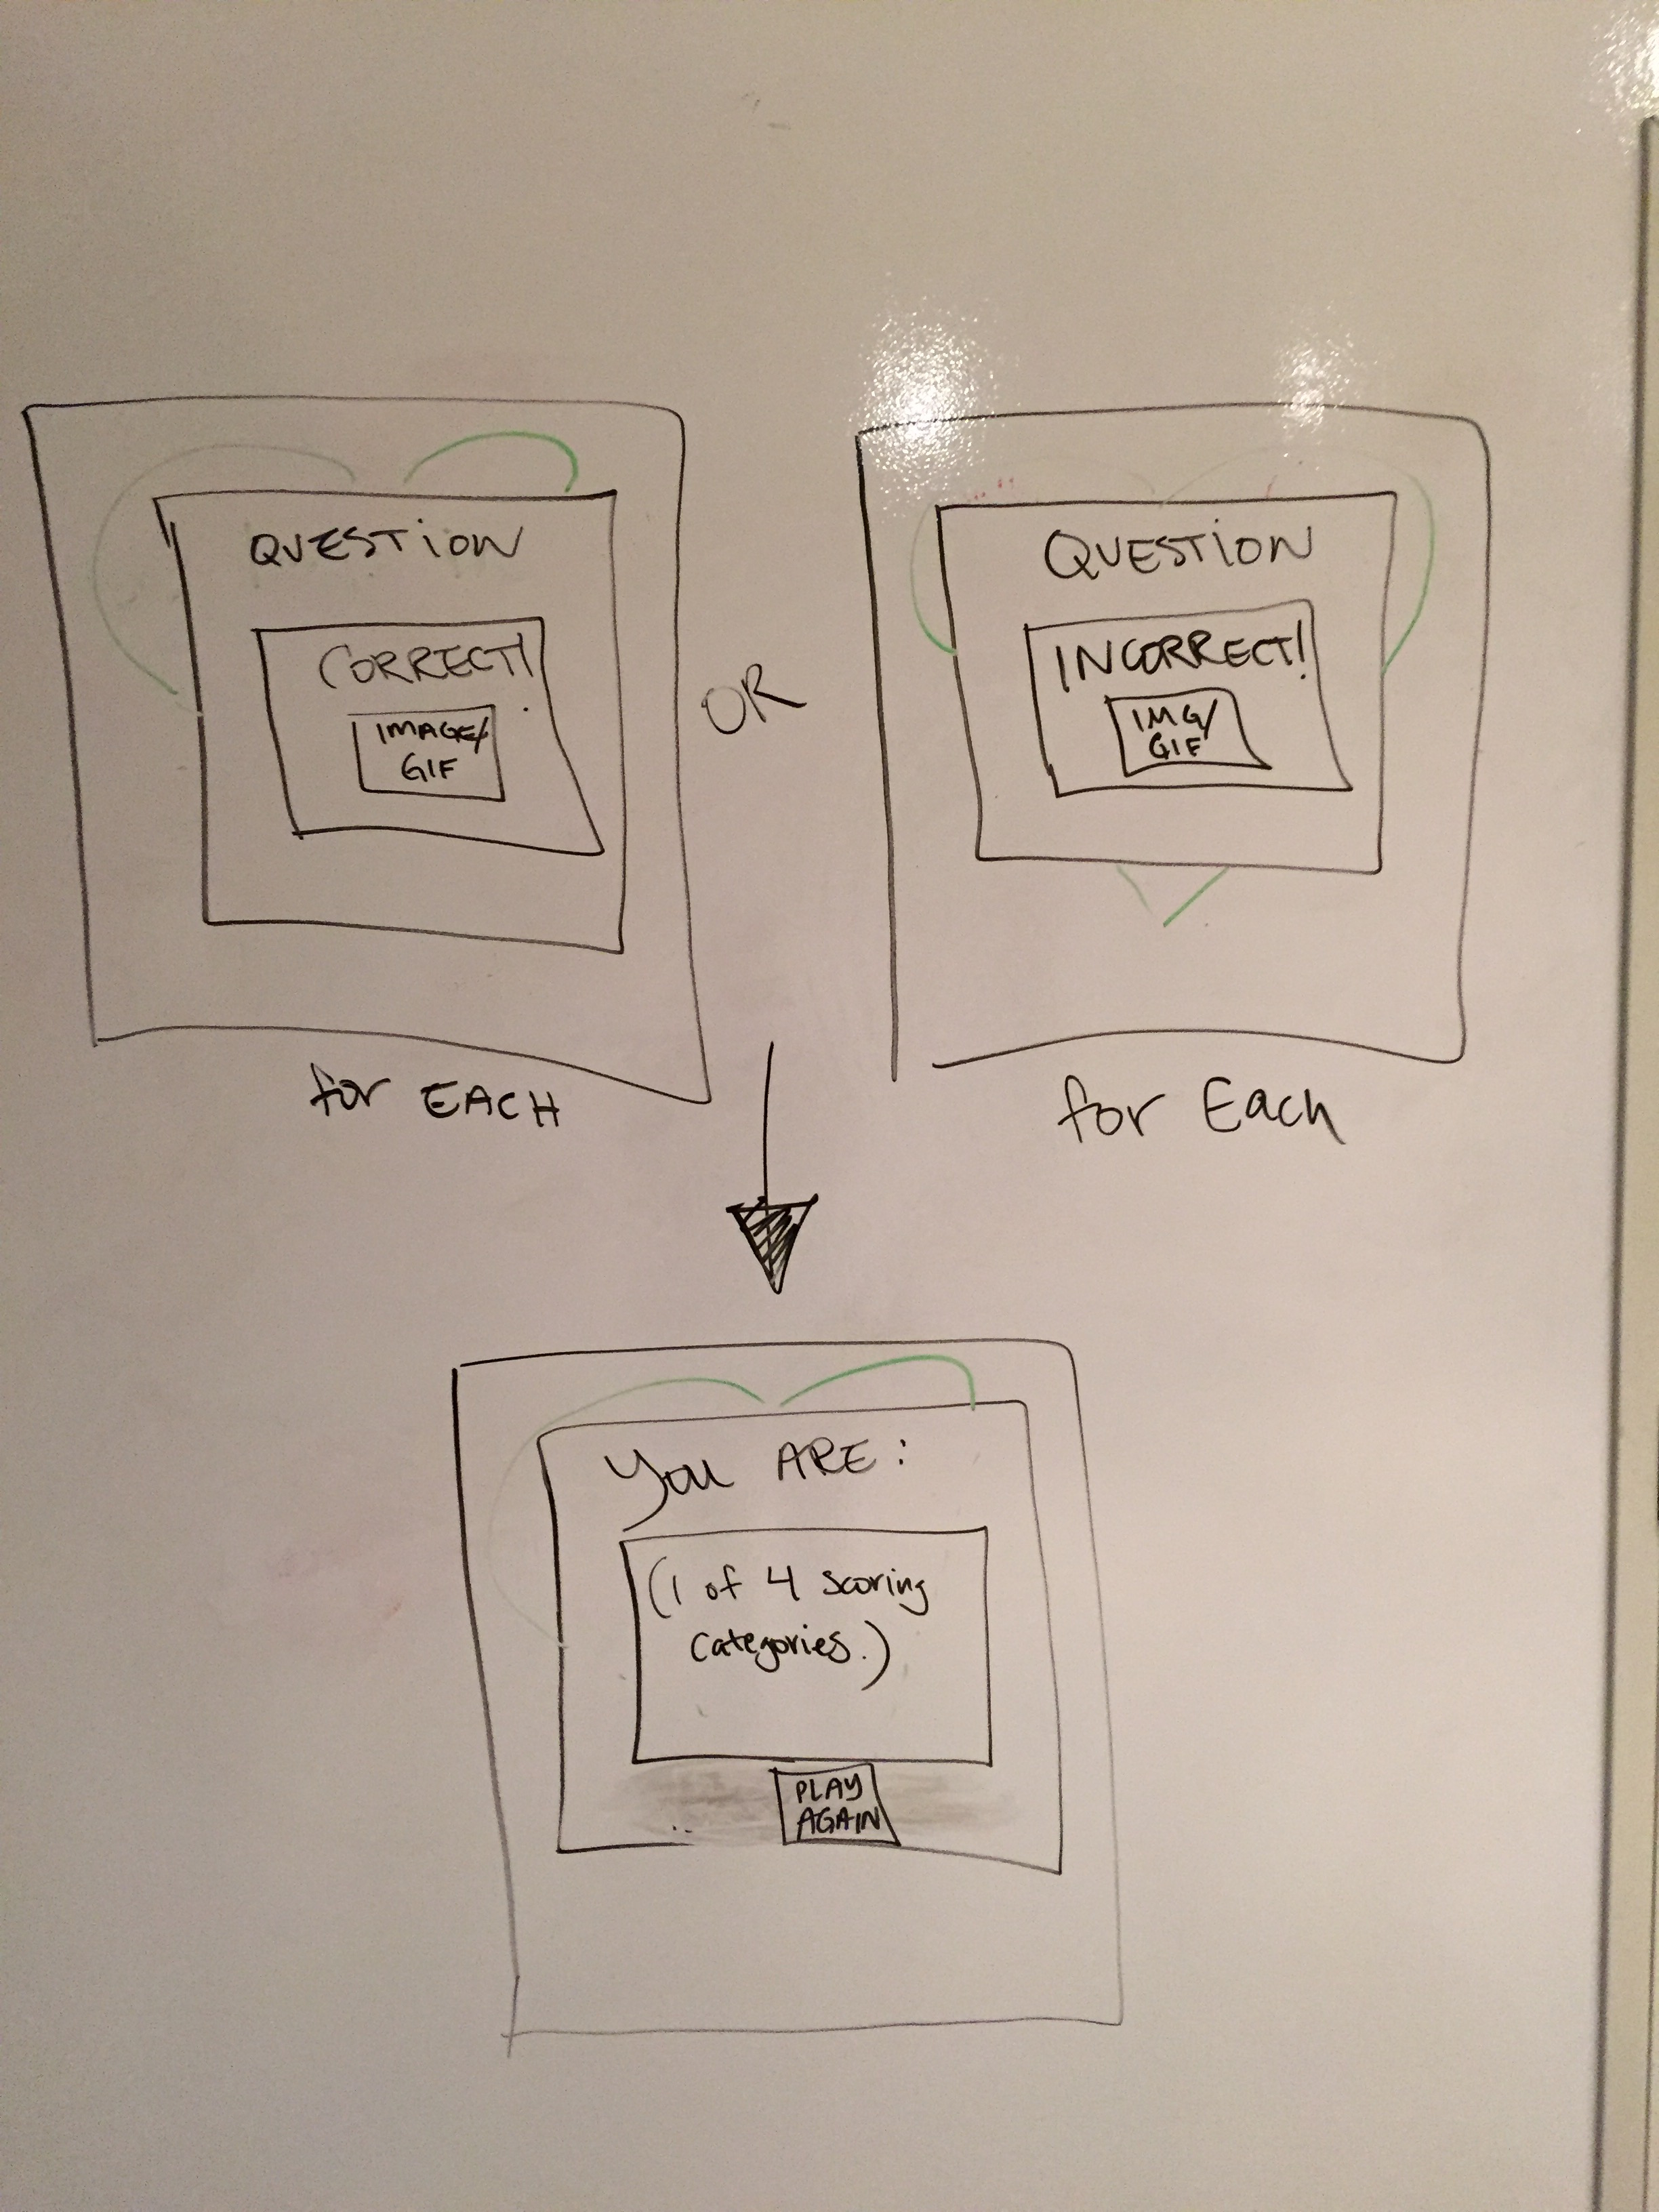 QUESTION
CORRECT!
IMAGE/
GIF
for EACH
OR
QUESTION
INCORRECT!
IMG/
GIF
for Each
You ARE:
(1 of 4 scoring
categories.)
PLAY
AGAIN